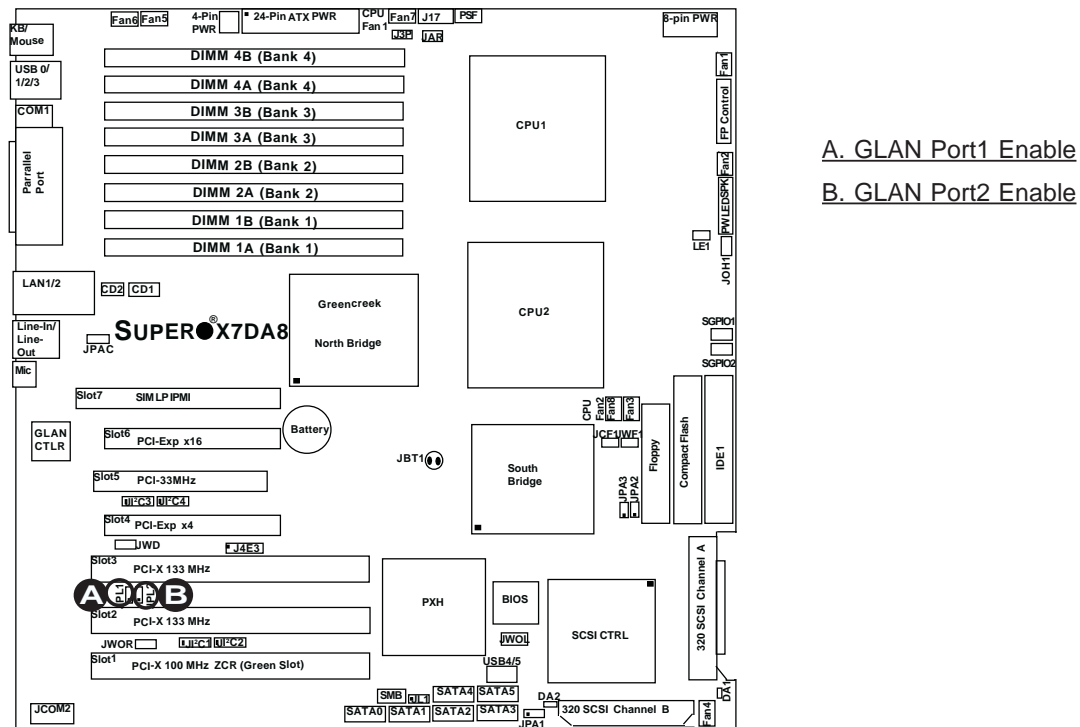 Fan6
Fan5
4-Pin
PWR
24-Pin ATX PWR
CPU
Fan 1
Fan7
J17
PSF
J3P
JAR
8-pin PWR
KB/
Mouse
USB 0/
1/2/3
COM1
Parrallel
Port
DIMM 4B (Bank 4)
DIMM 4A (Bank 4)
DIMM 3B (Bank 3)
DIMM 3A (Bank 3)
DIMM 2B (Bank 2)
DIMM 2A (Bank 2)
DIMM 1B (Bank 1)
DIMM 1A (Bank 1)
CPU1
Fan1
FP Control
Fan2
PWLEDSPK
LE1
JOH1
A. GLAN Port1 Enable
B. GLAN Port2 Enable
LAN1/2
CD2
CD1
Greencreek
North Bridge
CPU2
SUPER®X7DA8
Line-In/
Line-
Out
JPAC
Mic
SGPIO1
SGPIO2
Slot7
SIMLP IPMI
GLAN
CTLR
Slot6
PCI-Exp x16
Battery
CPU
Fan2
Fan8
Fan3
JCF1
JWF1
Floppy
Compact Flash
IDE1
JBT1
South
Bridge
Slot5
PCI-33MHz
JI²C3
JI²C4
JPA3
JPA2
Slot4
PCI-Exp x4
JWD
J4E3
Slot3
PCI-X 133 MHz
A
JPL1
JPL2
B
PXH
BIOS
SCSI CTRL
320 SCSI Channel A
Slot2
PCI-X 133 MHz
JWOR
JI²C1
JI²C2
JWOL
Slot1
PCI-X 100 MHz ZCR (Green Slot)
USB4/5
JCOM2
SMB
JL1
SATA4
SATA5
SATA0
SATA1
SATA2
SATA3
DA2
JPA1
320 SCSI Channel B
DA1
Fan4